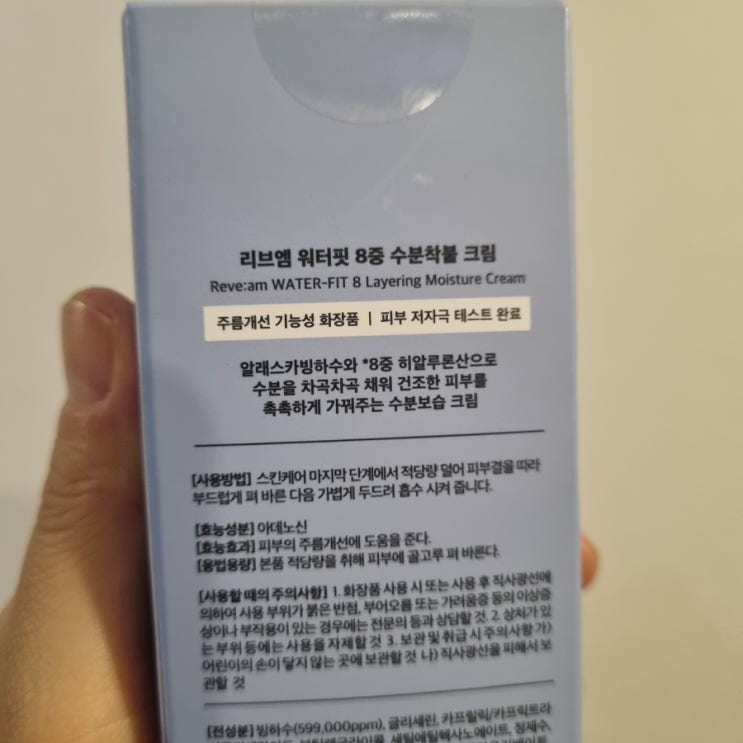 리브엠 워터핏 8중 수분착붙 크림
Reve:am WATER-FIT 8 Layering Moisture Cream
주름개선 기능성 화장품 | 피부 저자극 테스트 완료
알래스카빙하수와 *8중 히알루론산으로
수분을 차곡차곡 채워 건조한 피부를
촉촉하게 가꿔주는 수분보습 크림
[사용방법] 스킨케어 마지막 단계에서 적당량 덜어 피부결을 따라
부드럽게 펴 바른 다음 가볍게 두드려 흡수 시켜 줍니다.
[효능성분] 아데노신
[효능효과] 피부의 주름개선에 도움을 준다.
[용법용량] 본품 적당량을 취해 피부에 골고루 펴 바른다.
[사용할 때의 주의사항] 1. 화장품 사용 시 또는 사용 후 직사광선에
의하여 사용 부위가 붉은 반점, 부어오름 또는 가려움증 등의 이상증
상이나 부작용이 있는 경우에는 전문의 등과 상담할 것. 2. 상처가 있
는 부위 등에는 사용을 자제할 것 3. 보관 및 취급 시 주의사항 가)
어린이의 손이 닿지 않는 곳에 보관할 것 나) 직사광선을 피해서 보
관할 것
[전성분] 빙하수(599,000ppm), 글리세린, 카프릴릭/카프릭트라
세틸에틸헥사노에이트, 정제수,